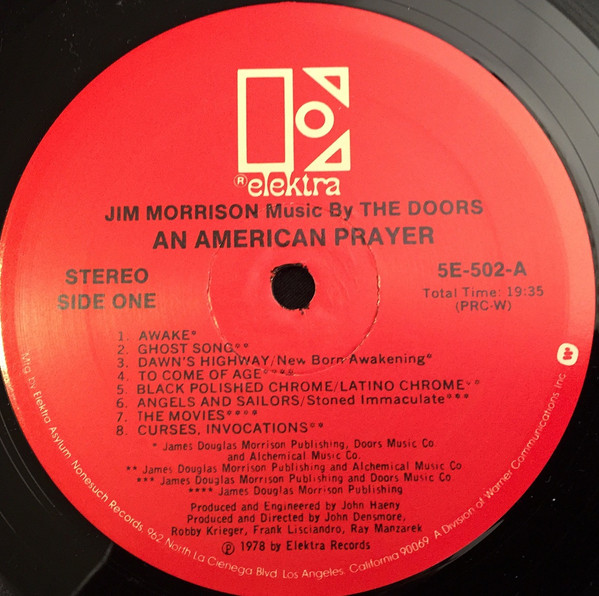 ® elektra
JIM MORRISON Music By THE DOORS
AN AMERICAN PRAYER
STEREO
SIDE ONE
5E-502-A
Total Time: 19:35
(PRC-W)
1. AWAKE*
2. GHOST SONG**
3. DAWN'S HIGHWAY/New Born Awakening*
4. TO COME OF AGE****
5. BLACK POLISHED CHROME/LATINO CHROME**
6. ANGELS AND SAILORS/Stoned Immaculate***
7. THE MOVIES****
8. CURSES, INVOCATIONS**
* James Douglas Morrison Publishing, Doors Music Co.
and Alchemical Music Co.
** James Douglas Morrison Publishing and Alchemical Music Co.
*** James Douglas Morrison Publishing and Doors Music Co.
**** James Douglas Morrison Publishing
Produced and Engineered by John Haeny
Produced and Directed by John Densmore,
Robby Krieger, Frank Lisciandro, Ray Manzarek
℗ 1978 by Elektra Records
Mfg. by Elektra Asylum Nonesuch Records, 962 North La Cienega Blvd. Los Angeles, California 90069 A Division of Warner Communications, Inc.